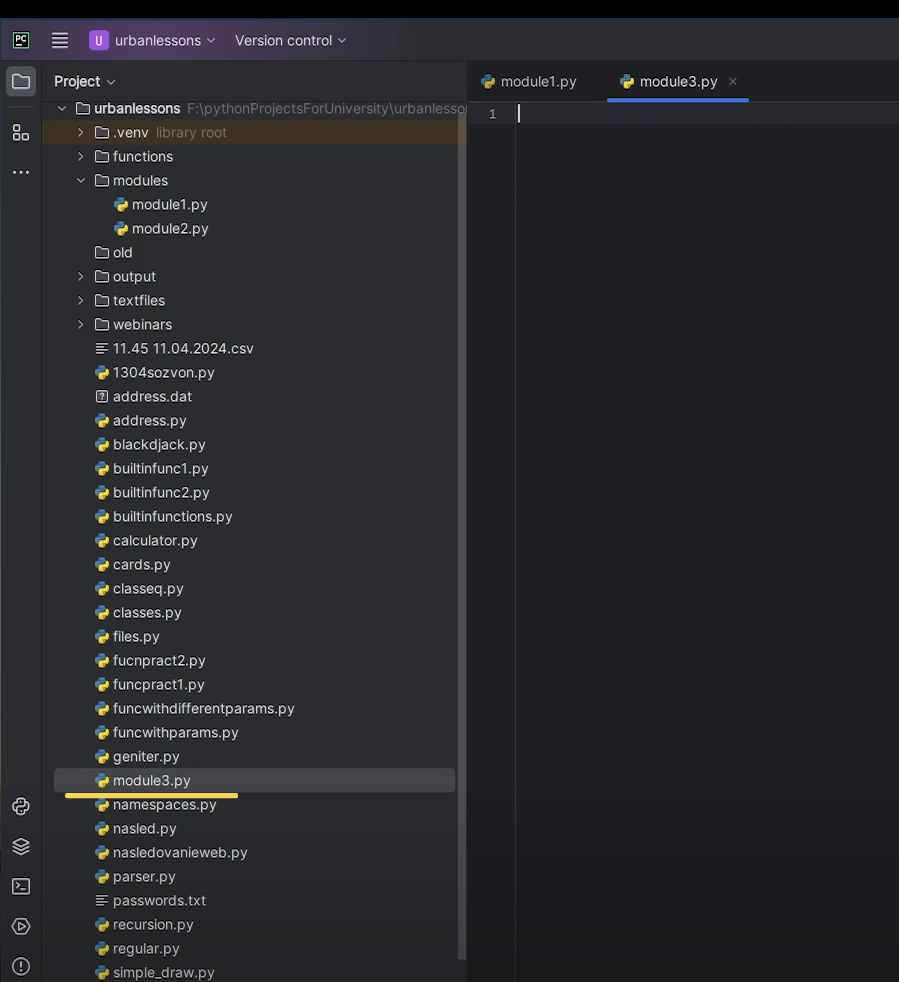 PC U urbanlessons Version control
Project module1.py module3.py
urbanlessons F:\pythonProjectsForUniversity\urbanlesso
1
.venv library root
functions
modules
module1.py
module2.py
old
output
textfiles
webinars
11.45 11.04.2024.csv
1304sozvon.py
address.dat
address.py
blackdjack.py
builtinfunc1.py
builtinfunc2.py
builtinfunctions.py
calculator.py
cards.py
classeq.py
classes.py
files.py
fucnpract2.py
funcpract1.py
funcwithdifferentparams.py
funcwithparams.py
geniter.py
module3.py
namespaces.py
nasled.py
nasledovanieweb.py
parser.py
passwords.txt
recursion.py
regular.py
simple_draw.py